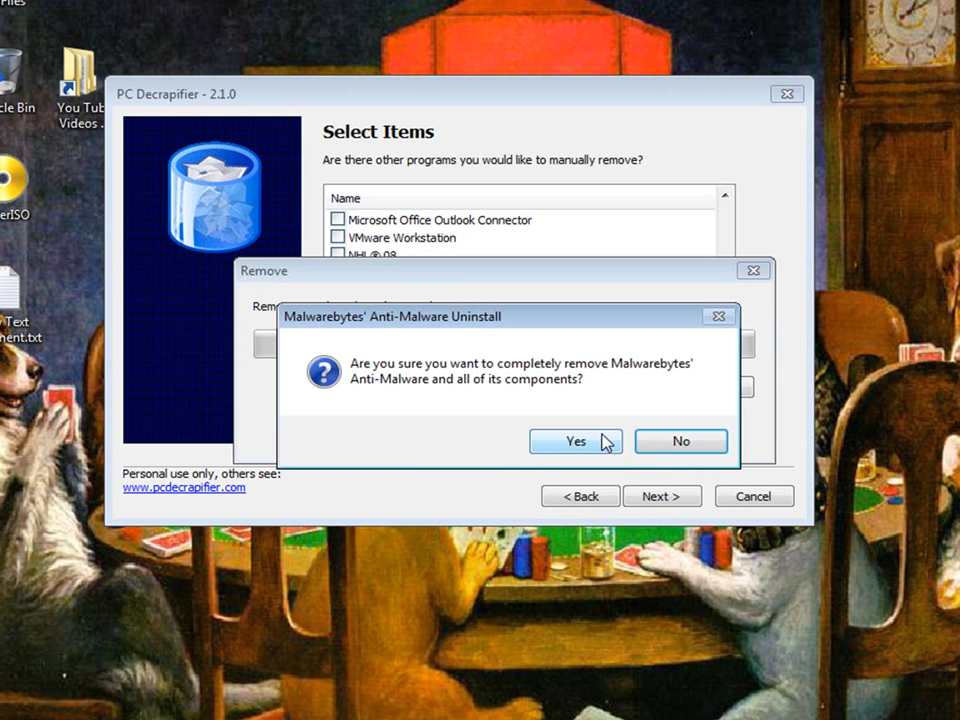 Files
cle Bin
You Tub
Videos .
erISO
Text
ment.txt
PC Decrapifier - 2.1.0
Select Items
Are there other programs you would like to manually remove?
Name
Microsoft Office Outlook Connector
VMware Workstation
NHL® 08
Remove
Rem
Malwarebytes' Anti-Malware Uninstall
Are you sure you want to completely remove Malwarebytes'
Anti-Malware and all of its components?
Yes
No
Personal use only, others see:
www.pcdecrapifier.com
< Back
Next >
Cancel